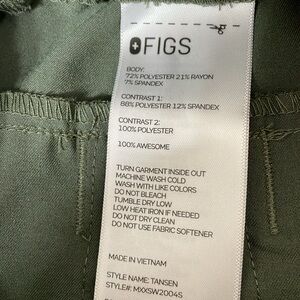 FIGS
BODY:
72% POLYESTER 21% RAYON
7% SPANDEX
CONTRAST 1:
88% POLYESTER 12% SPANDEX
CONTRAST 2:
100% POLYESTER
100% AWESOME
TURN GARMENT INSIDE OUT
MACHINE WASH COLD
WASH WITH LIKE COLORS
DO NOT BLEACH
TUMBLE DRY LOW
LOW HEAT IRON IF NEEDED
DO NOT DRY CLEAN
DO NOT USE FABRIC SOFTENER
MADE IN VIETNAM
STYLE NAME: TANSEN
STYLE#: MXXSW2004S